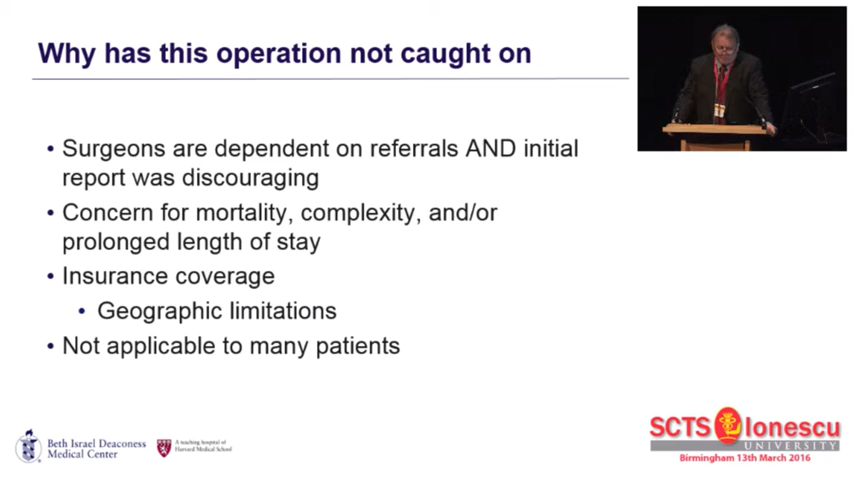 Why has this operation not caught on
• Surgeons are dependent on referrals AND initial
report was discouraging
• Concern for mortality, complexity, and/or
prolonged length of stay
• Insurance coverage
• Geographic limitations
• Not applicable to many patients
Beth Israel Deaconess
Medical Center
A teaching hospital of
Harvard Medical School
SCTS Ionescu
UNIVERSITY
Birmingham 13th March 2016